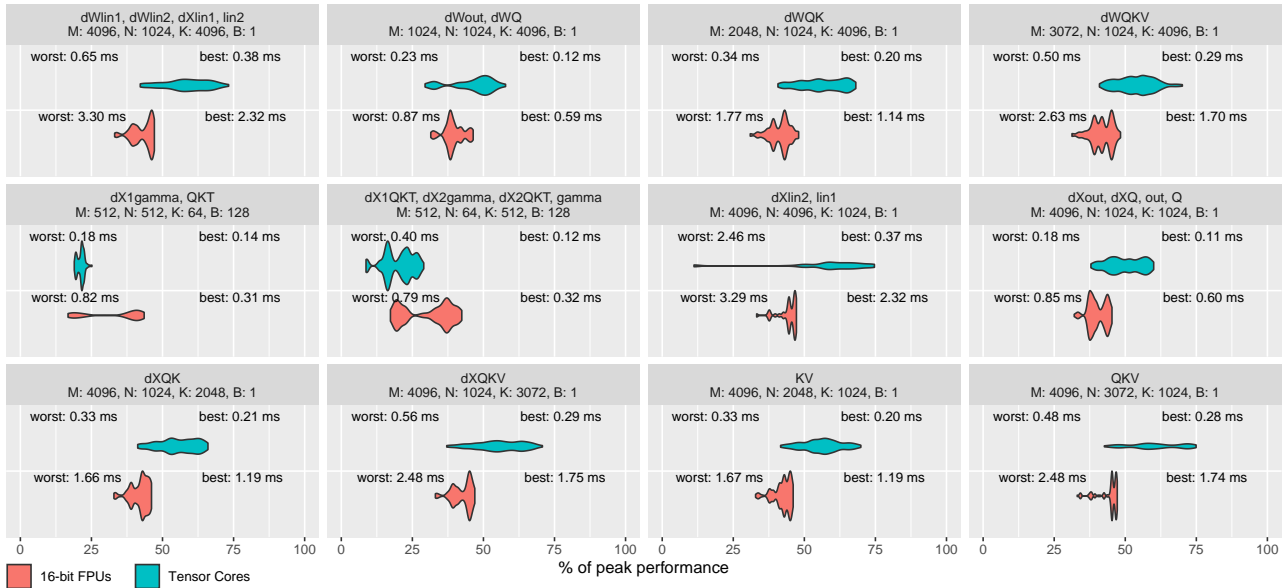 dWlin1, dWlin2, dXlin1, lin2
M: 4096, N: 1024, K: 4096, B: 1
worst: 0.65 ms best: 0.38 ms
worst: 3.30 ms best: 2.32 ms
dWout, dWQ
M: 1024, N: 1024, K: 4096, B: 1
worst: 0.23 ms best: 0.12 ms
worst: 0.87 ms best: 0.59 ms
dWQK
M: 2048, N: 1024, K: 4096, B: 1
worst: 0.34 ms best: 0.20 ms
worst: 1.77 ms best: 1.14 ms
dWQKV
M: 3072, N: 1024, K: 4096, B: 1
worst: 0.50 ms best: 0.29 ms
worst: 2.63 ms best: 1.70 ms
dX1gamma, QKT
M: 512, N: 512, K: 64, B: 128
worst: 0.18 ms best: 0.14 ms
worst: 0.82 ms best: 0.31 ms
dX1QKT, dX2gamma, dX2QKT, gamma
M: 512, N: 64, K: 512, B: 128
worst: 0.40 ms best: 0.12 ms
worst: 0.79 ms best: 0.32 ms
dXlin2, lin1
M: 4096, N: 4096, K: 1024, B: 1
worst: 2.46 ms best: 0.37 ms
worst: 3.29 ms best: 2.32 ms
dXout, dXQ, out, Q
M: 4096, N: 1024, K: 1024, B: 1
worst: 0.18 ms best: 0.11 ms
worst: 0.85 ms best: 0.60 ms
dXQK
M: 4096, N: 1024, K: 2048, B: 1
worst: 0.33 ms best: 0.21 ms
worst: 1.66 ms best: 1.19 ms
dXQKV
M: 4096, N: 1024, K: 3072, B: 1
worst: 0.56 ms best: 0.29 ms
worst: 2.48 ms best: 1.75 ms
KV
M: 4096, N: 2048, K: 1024, B: 1
worst: 0.33 ms best: 0.20 ms
worst: 1.67 ms best: 1.19 ms
QKV
M: 4096, N: 3072, K: 1024, B: 1
worst: 0.48 ms best: 0.28 ms
worst: 2.48 ms best: 1.74 ms
0 25 50 75 100 0 25 50 75 100 0 25 50 75 100 0 25 50 75 100
% of peak performance
16-bit FPUs Tensor Cores